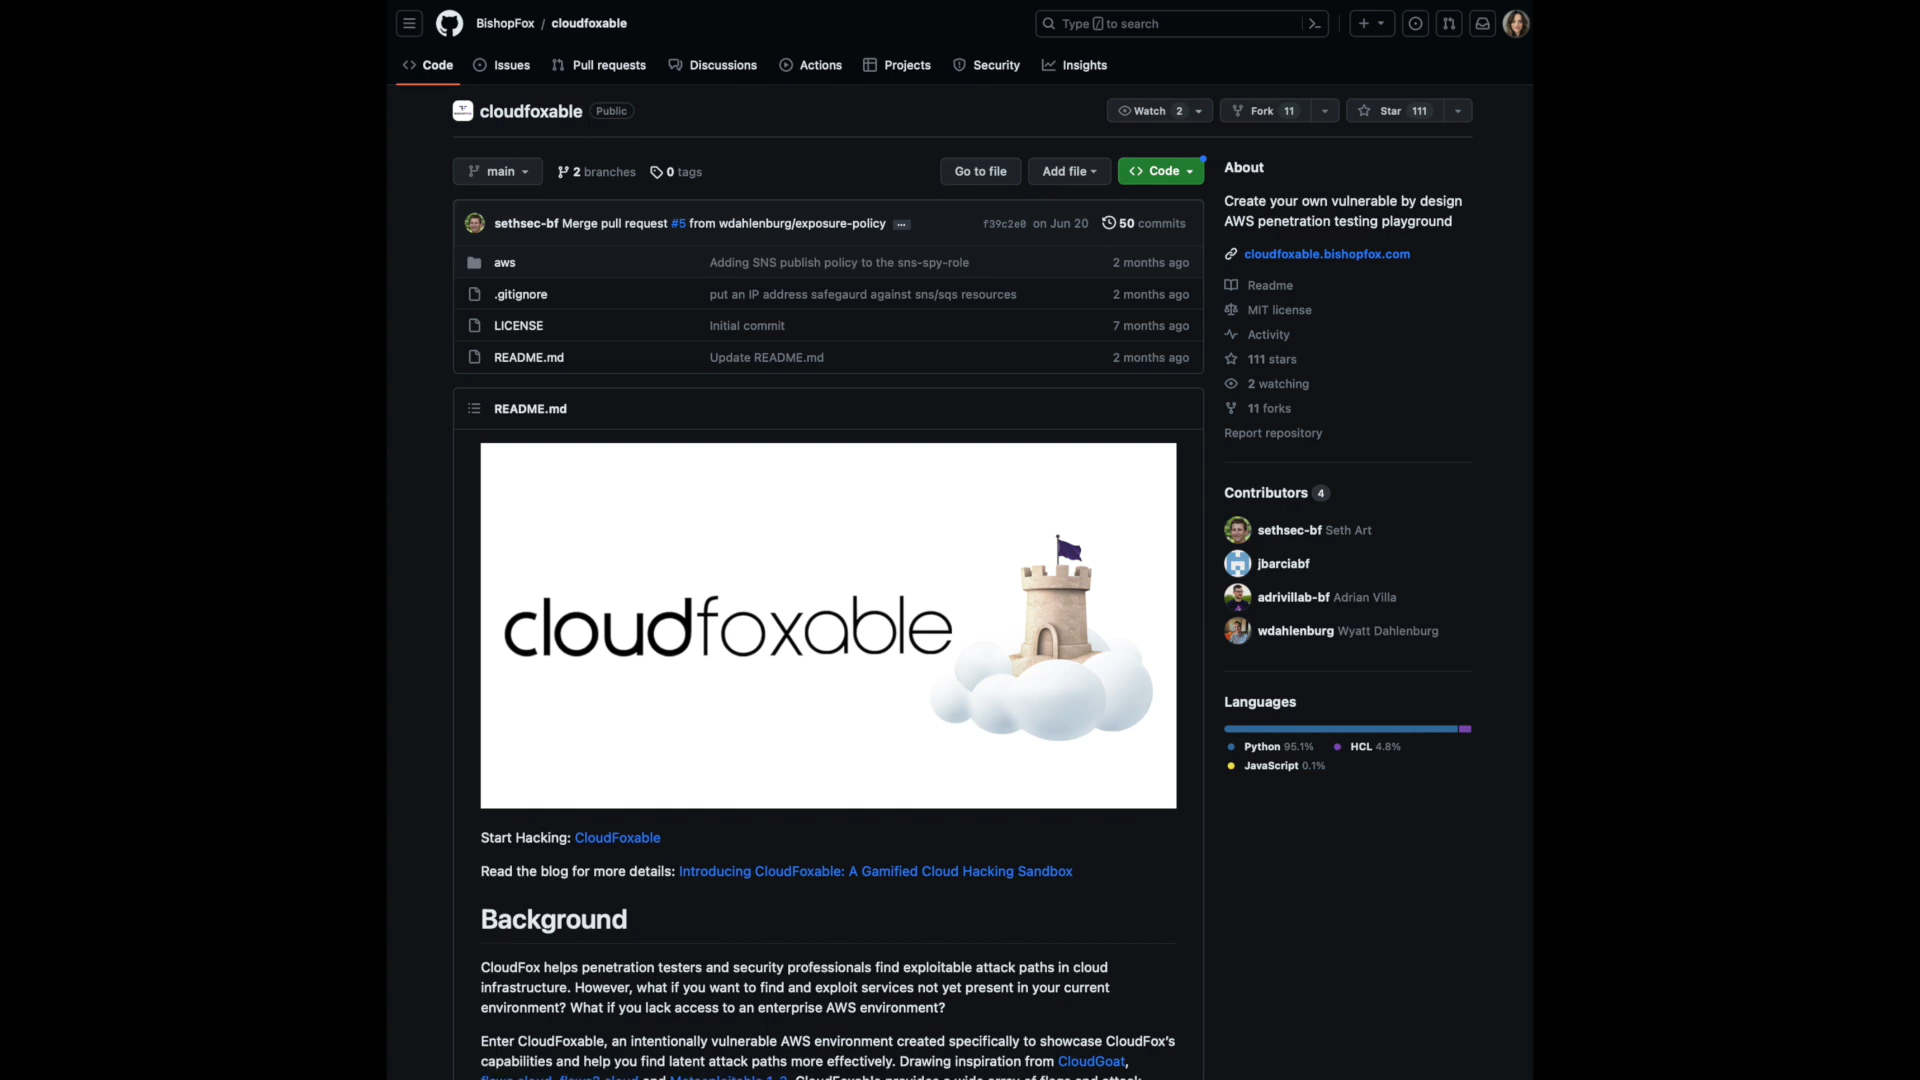 BishopFox / cloudfoxable
Type / to search
Code Issues Pull requests Discussions Actions Projects Security Insights
cloudfoxable Public
Watch 2 Fork 11 Star 111
main 2 branches 0 tags Go to file Add file Code
sethsec-bf Merge pull request #5 from wdahlenburg/exposure-policy ... f39c2e0 on Jun 20 50 commits
aws Adding SNS publish policy to the sns-spy-role 2 months ago
.gitignore put an IP address safegaurd against sns/sqs resources 2 months ago
LICENSE Initial commit 7 months ago
README.md Update README.md 2 months ago
README.md
cloudfoxable
Start Hacking: CloudFoxable
Read the blog for more details: Introducing CloudFoxable: A Gamified Cloud Hacking Sandbox
Background
CloudFox helps penetration testers and security professionals find exploitable attack paths in cloud
infrastructure. However, what if you want to find and exploit services not yet present in your current
environment? What if you lack access to an enterprise AWS environment?
Enter CloudFoxable, an intentionally vulnerable AWS environment created specifically to showcase CloudFox's
capabilities and help you find latent attack paths more effectively. Drawing inspiration from CloudGoat,
About
Create your own vulnerable by design
AWS penetration testing playground
cloudfoxable.bishopfox.com
Readme
MIT license
Activity
111 stars
2 watching
11 forks
Report repository
Contributors 4
sethsec-bf Seth Art
jbarciabf
adrivillab-bf Adrian Villa
wdahlenburg Wyatt Dahlenburg
Languages
Python 95.1% HCL 4.8%
JavaScript 0.1%